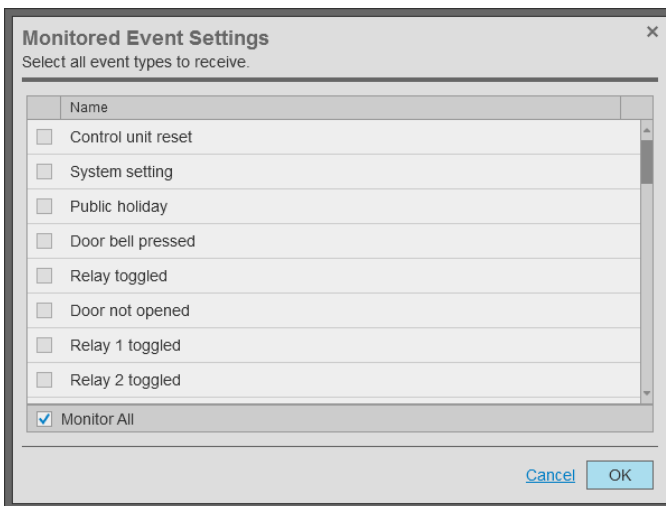 Monitored Event Settings
Select all event types to receive.
Name
Control unit reset
System setting
Public holiday
Door bell pressed
Relay toggled
Door not opened
Relay 1 toggled
Relay 2 toggled
Monitor All
Cancel OK